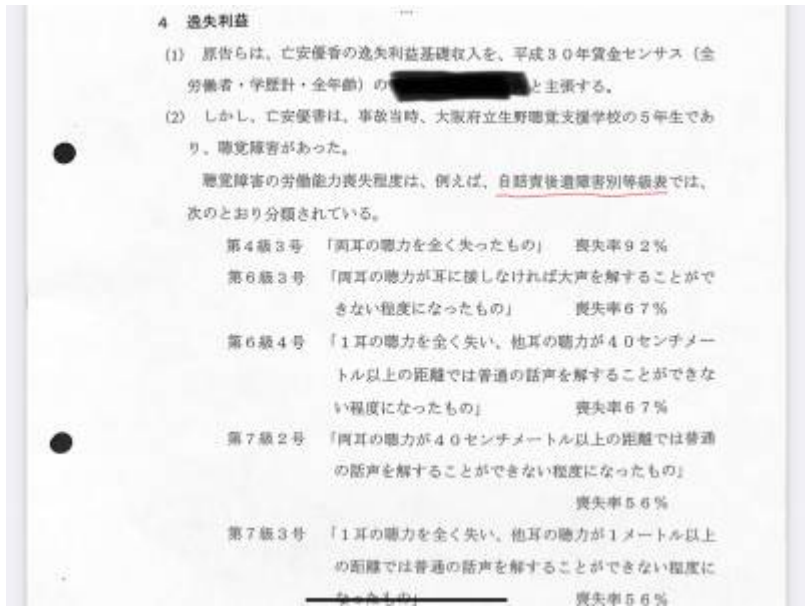 4 逸失利益
(1) 原告らは、亡安優香の逸失利益基礎収入を、平成30年賃金センサス（全
労働者・学歴計・全年齢）の と主張する。
(2) しかし、亡安優香は、事故当時、大阪府立生野聴覚支援学校の5年生であ
り、聴覚障害があった。
聴覚障害の労働能力喪失程度は、例えば、自賠責後遺障害別等級表では、
次のとおり分類されている。
第4級3号 「両耳の聴力を全く失ったもの」 喪失率92%
第6級3号 「両耳の聴力が耳に接しなければ大声を解することがで
きない程度になったもの」 喪失率67%
第6級4号 「1耳の聴力を全く失い、他耳の聴力が40センチメー
トル以上の距離では普通の話声を解することができな
い程度になったもの」 喪失率67%
第7級2号 「両耳の聴力が40センチメートル以上の距離では普通
の話声を解することができない程度になったもの」
喪失率56%
第7級3号 「1耳の聴力を全く失い、他耳の聴力が1メートル以上
の距離では普通の話声を解することができない程度に
なったもの」 喪失率56%